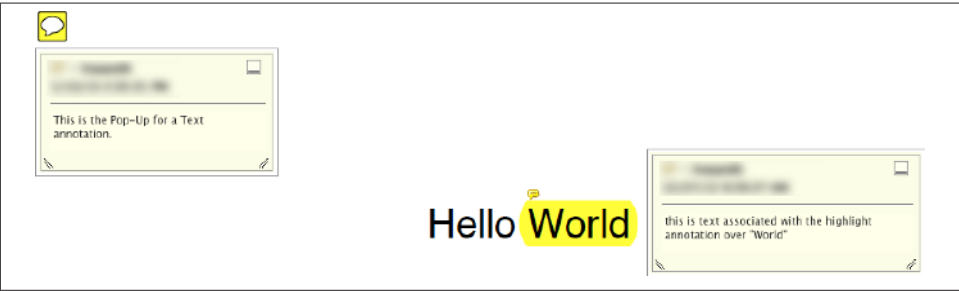 This is the Pop-Up for a Text
annotation.
Hello World
this is text associated with the highlight
annotation over "World"